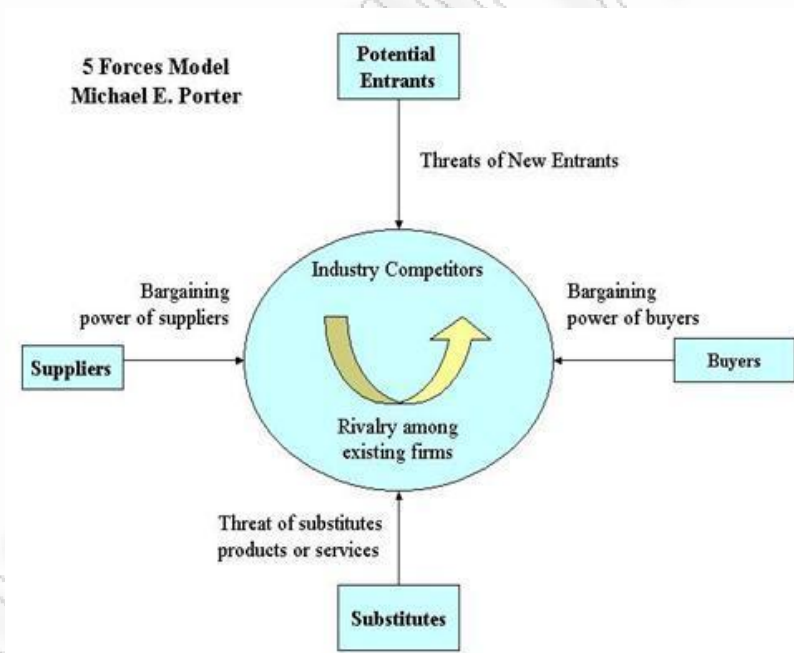 5 Forces Model
Michael E. Porter
Potential
Entrants
Threats of New Entrants
Industry Competitors
Bargaining
power of suppliers
Bargaining
power of buyers
Suppliers
Buyers
Rivalry among
existing firms
Threat of substitutes
products or services
Substitutes